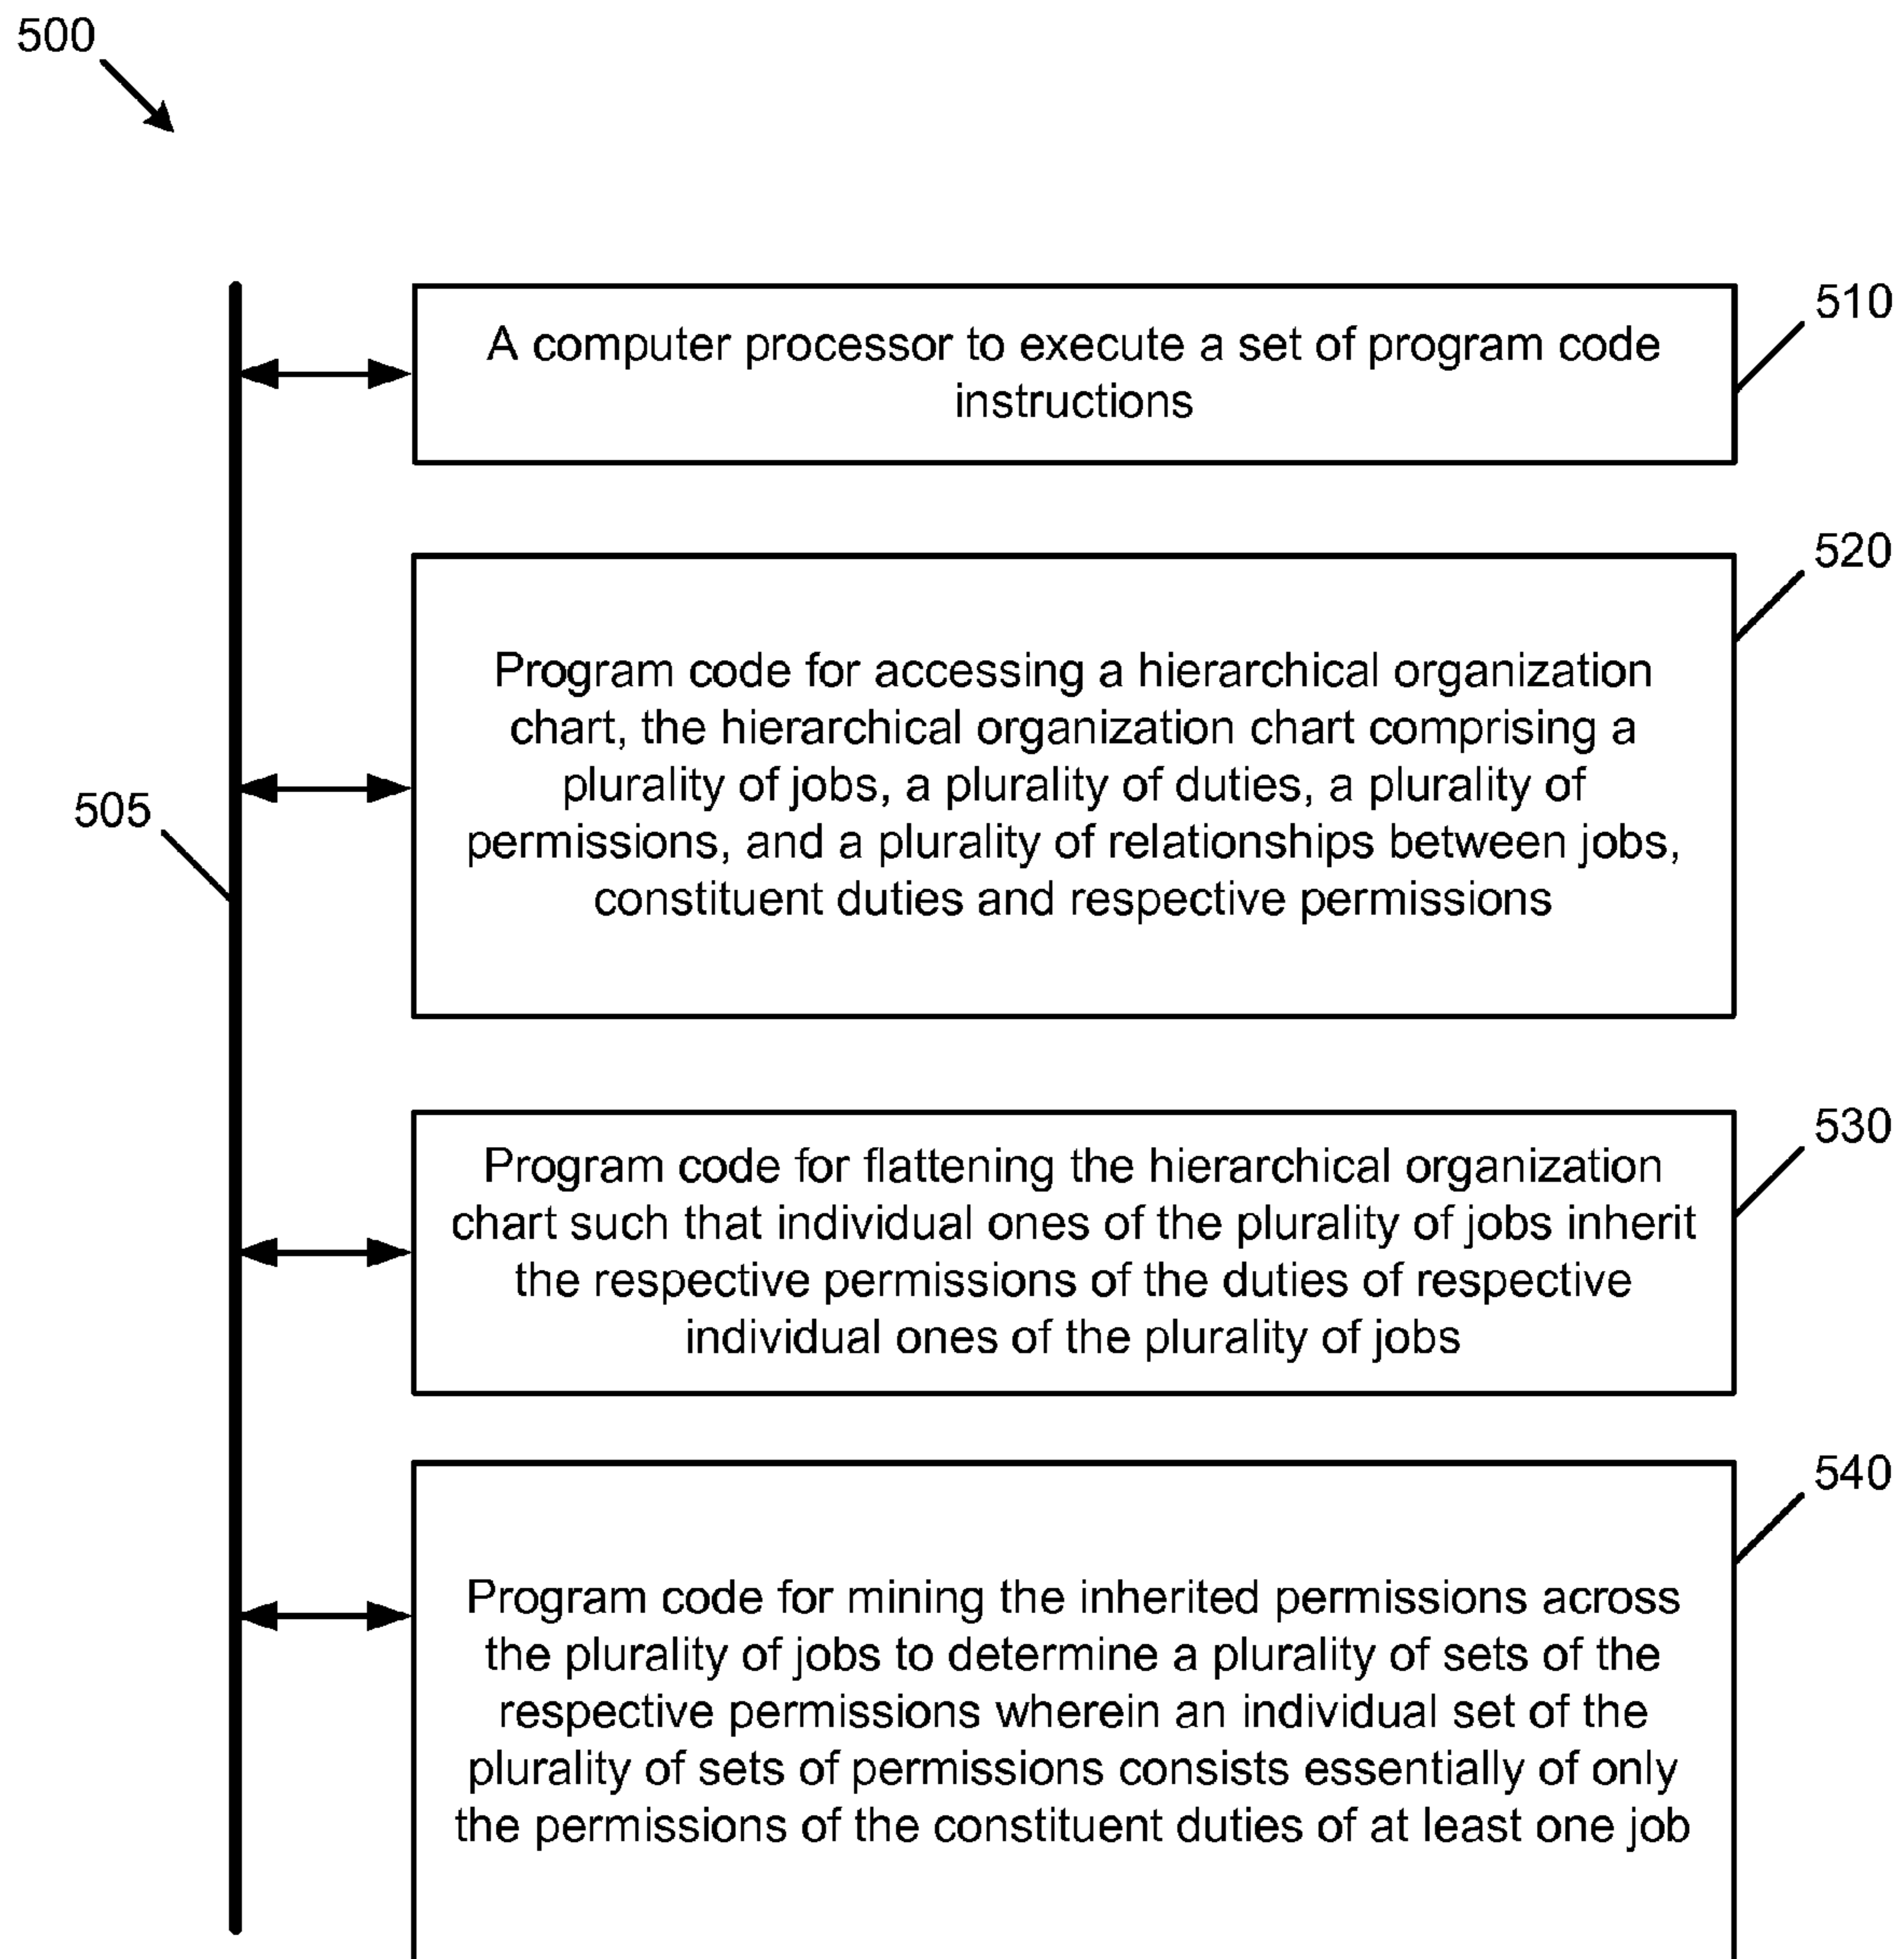 500
510
A computer processor to execute a set of program code
instructions
520
Program code for accessing a hierarchical organization
chart, the hierarchical organization chart comprising a
plurality of jobs, a plurality of duties, a plurality of
permissions, and a plurality of relationships between jobs,
constituent duties and respective permissions
505
530
Program code for flattening the hierarchical organization
chart such that individual ones of the plurality of jobs inherit
the respective permissions of the duties of respective
individual ones of the plurality of jobs
540
Program code for mining the inherited permissions across
the plurality of jobs to determine a plurality of sets of the
respective permissions wherein an individual set of the
plurality of sets of permissions consists essentially of only
the permissions of the constituent duties of at least one job